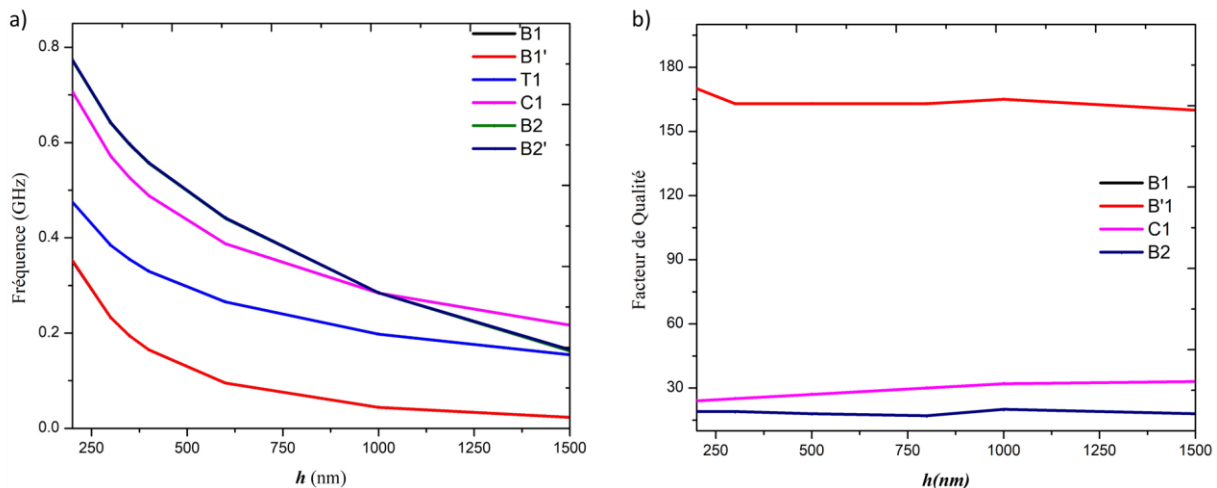 a)
0.8
0.6
0.4
0.2
0.0
Fréquence (GHz)
B1
B1'
T1
C1
B2
B2'
250
500
750
1000
1250
1500
h (nm)
b)
180
150
120
90
60
30
Facteur de Qualité
B1
B'1
C1
B2
250
500
750
1000
1250
1500
h(nm)